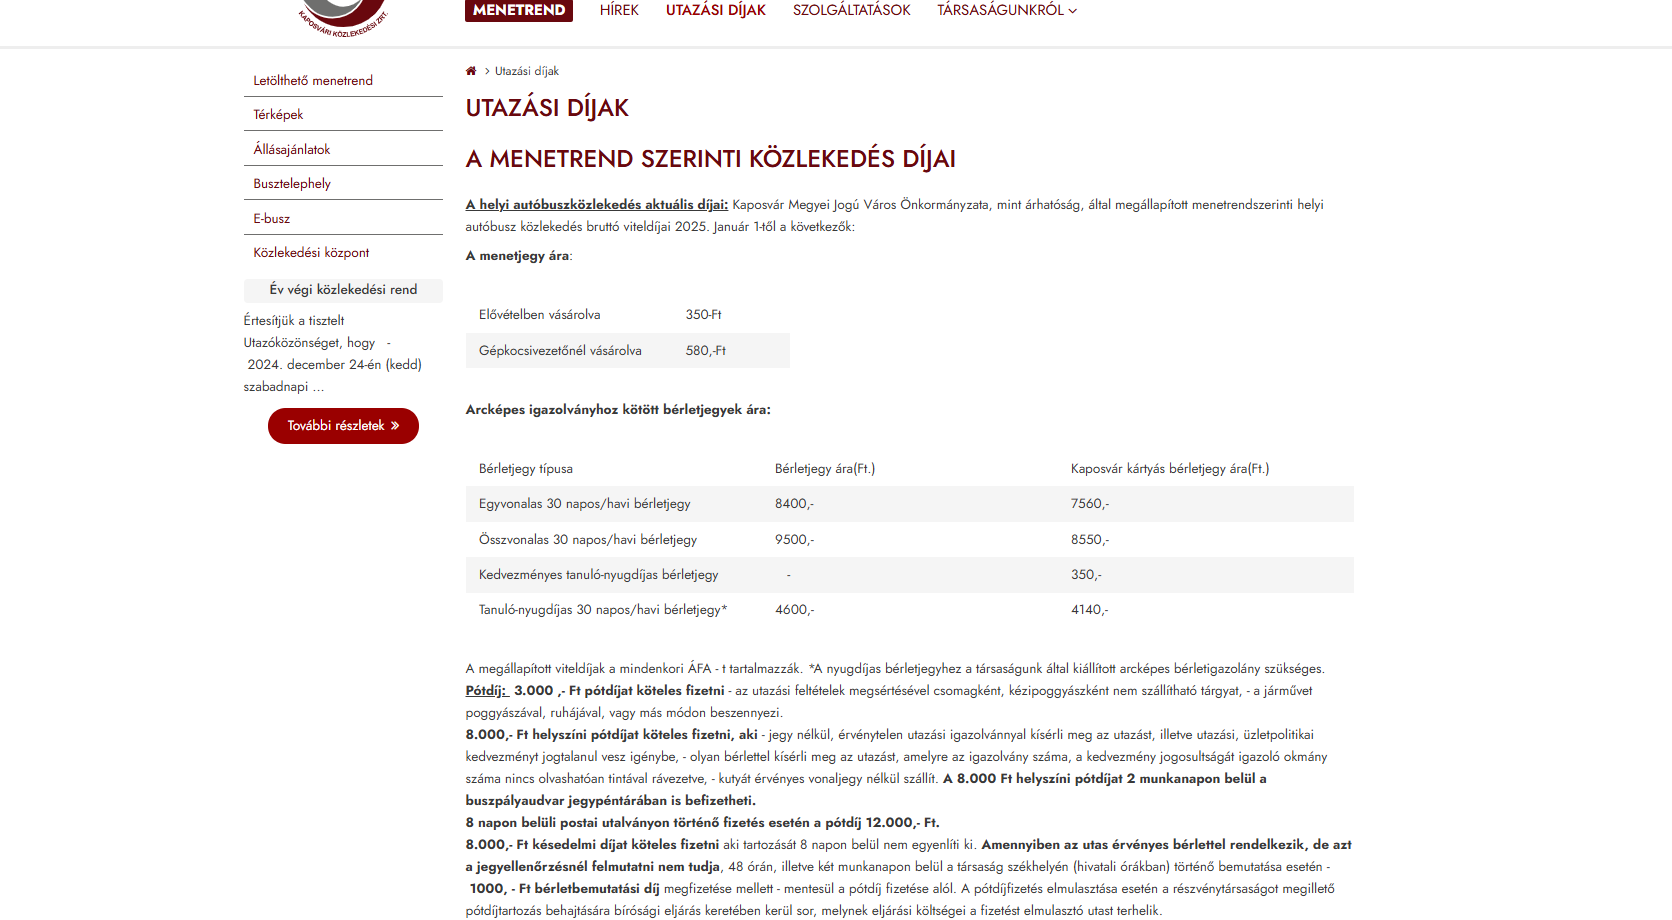 KAPOSVÁRI KÖZLEKEDÉSI ZRT.
MENETREND
HÍREK
UTAZÁSI DÍJAK
SZOLGÁLTATÁSOK
TÁRSASÁGUNKRÓL
Letölthető menetrend
Térképek
Állásajánlatok
Busztelephely
E-busz
Közlekedési központ
Év végi közlekedési rend
Értesítjük a tisztelt
Utazóközönséget, hogy -
2024. december 24-én (kedd)
szabadnapi ...
További részletek »
> Utazási díjak
UTAZÁSI DÍJAK
A MENETREND SZERINTI KÖZLEKEDÉS DÍJAI
A helyi autóbuszközlekedés aktuális díjai: Kaposvár Megyei Jogú Város Önkormányzata, mint árhatóság, által megállapított menetrendszerinti helyi
autóbusz közlekedés bruttó viteldíjai 2025. Január 1-től a következők:
A menetjegy ára:
Elővételben vásárolva 350-Ft
Gépkocsivezetőnél vásárolva 580,-Ft
Arcképes igazolványhoz kötött bérletjegyek ára:
Bérletjegy típusa Bérletjegy ára(Ft.) Kaposvár kártyás bérletjegy ára(Ft.)
Egyvonalas 30 napos/havi bérletjegy 8400,- 7560,-
Összvonalas 30 napos/havi bérletjegy 9500,- 8550,-
Kedvezményes tanuló-nyugdíjas bérletjegy - 350,-
Tanuló-nyugdíjas 30 napos/havi bérletjegy* 4600,- 4140,-
A megállapított viteldíjak a mindenkori ÁFA - t tartalmazzák. *A nyugdíjas bérletjegyhez a társaságunk által kiállított arcképes bérletigazolány szükséges.
Pótdíj: 3.000 ,- Ft pótdíjat köteles fizetni - az utazási feltételek megsértésével csomagként, kézipoggyászként nem szállítható tárgyat, - a járművet
poggyászával, ruhájával, vagy más módon beszennyezi.
8.000,- Ft helyszíni pótdíjat köteles fizetni, aki - jegy nélkül, érvénytelen utazási igazolvánnyal kísérli meg az utazást, illetve utazási, üzletpolitikai
kedvezményt jogtalanul vesz igénybe, - olyan bérlettel kísérli meg az utazást, amelyre az igazolvány száma, a kedvezmény jogosultságát igazoló okmány
száma nincs olvashatóan tintával rávezetve, - kutyát érvényes vonaljegy nélkül szállít. A 8.000 Ft helyszíni pótdíjat 2 munkanapon belül a
buszpályaudvar jegypéntárában is befizetheti.
8 napon belüli postai utalványon történő fizetés esetén a pótdíj 12.000,- Ft.
8.000,- Ft késedelmi díjat köteles fizetni aki tartozását 8 napon belül nem egyenlíti ki. Amennyiben az utas érvényes bérlettel rendelkezik, de azt
a jegyellenőrzésnél felmutatni nem tudja, 48 órán, illetve két munkanapon belül a társaság székhelyén (hivatali órákban) történő bemutatása esetén -
1000, - Ft bérletbemutatási díj megfizetése mellett - mentesül a pótdíj fizetése alól. A pótdíjfizetés elmulasztása esetén a részvénytársaságot megillető
pótdíjtartozás behajtására bírósági eljárás keretében kerül sor, melynek eljárási költségei a fizetést elmulasztó utast terhelik.